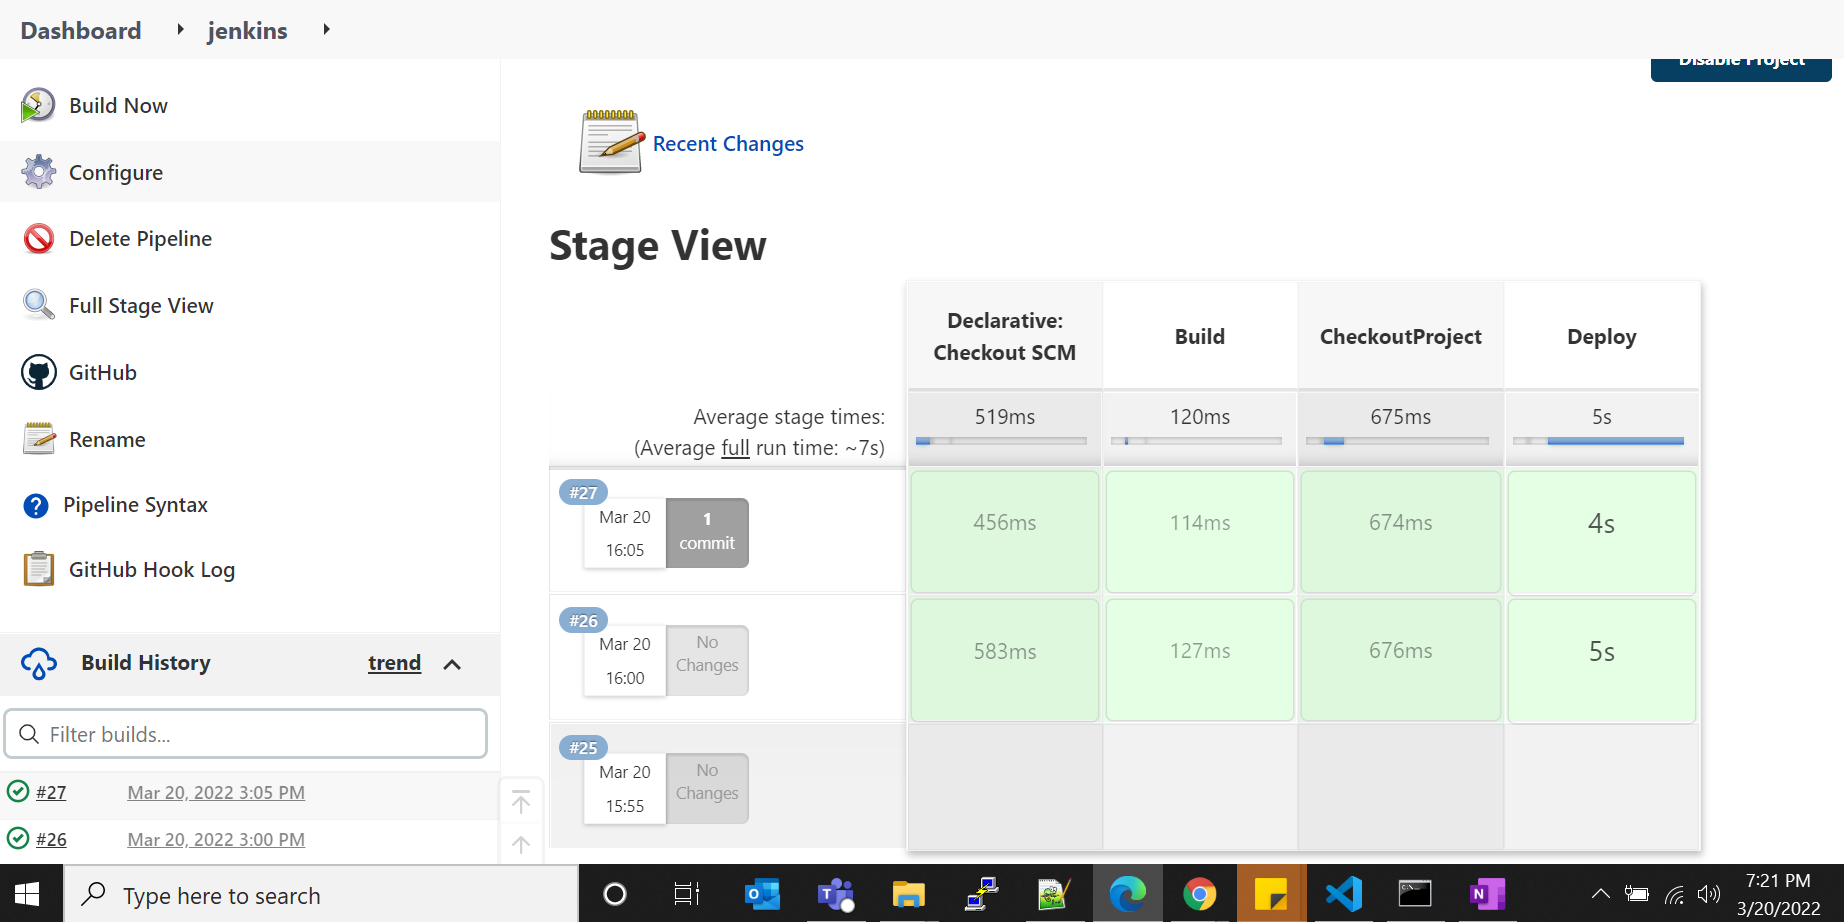 Dashboard jenkins
Disable Project
Build Now
Configure
Delete Pipeline
Full Stage View
GitHub
Rename
Pipeline Syntax
GitHub Hook Log
Build History trend
Filter builds...
#27 Mar 20, 2022 3:05 PM
#26 Mar 20, 2022 3:00 PM
Recent Changes
Stage View
Declarative:
Checkout SCM
Build
CheckoutProject
Deploy
Average stage times:
(Average full run time: ~7s)
519ms 120ms 675ms 5s
#27
Mar 20
16:05
1
commit
456ms 114ms 674ms 4s
#26
Mar 20
16:00
No
Changes
583ms 127ms 676ms 5s
#25
Mar 20
15:55
No
Changes
Type here to search
7:21 PM
3/20/2022